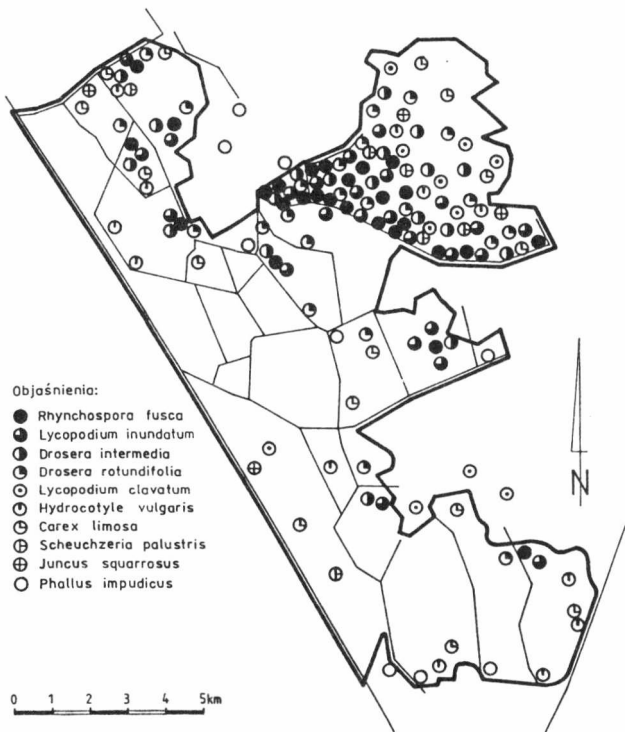 Objaśnienia:
Rhynchospora fusca
Lycopodium inundatum
Drosera intermedia
Drosera rotundifolia
Lycopodium clavatum
Hydrocotyle vulgaris
Carex limosa
Scheuchzeria palustris
Juncus squarrosus
Phallus impudicus
N
0 1 2 3 4 5km